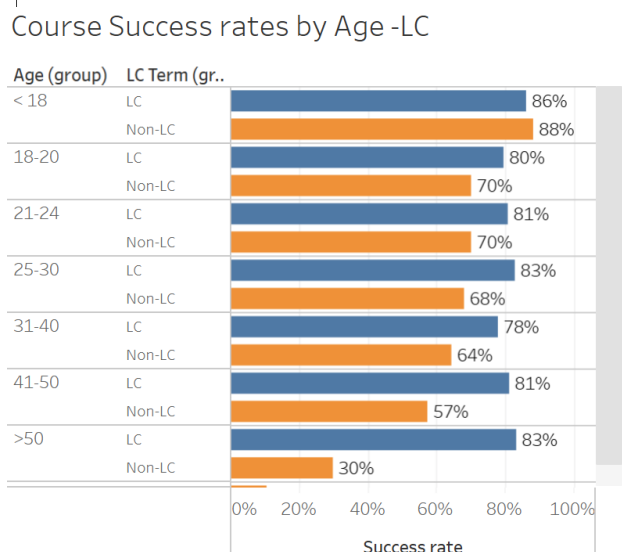 Course Success rates by Age -LC
Age (group) LC Term (gr..
< 18 LC 86%
Non-LC 88%
18-20 LC 80%
Non-LC 70%
21-24 LC 81%
Non-LC 70%
25-30 LC 83%
Non-LC 68%
31-40 LC 78%
Non-LC 64%
41-50 LC 81%
Non-LC 57%
>50 LC 83%
Non-LC 30%
0% 20% 40% 60% 80% 100%
Success rate